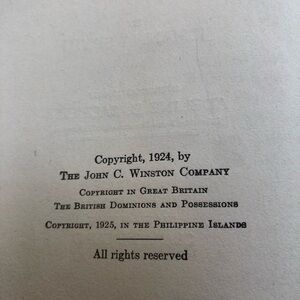 Copyright, 1924, by
The John C. Winston Company
Copyright in Great Britain
The British Dominions and Possessions
Copyright, 1925, in the Philippine Islands
All rights reserved